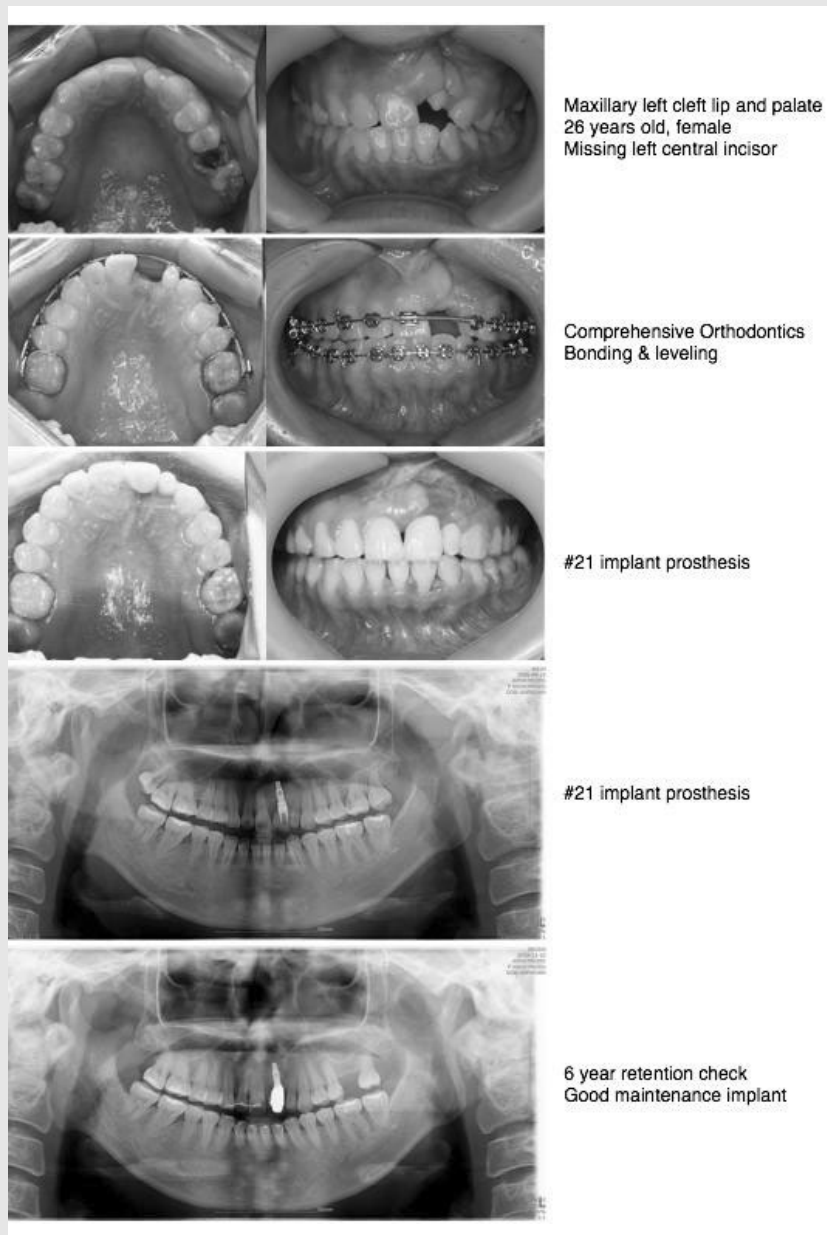 Maxillary left cleft lip and palate
26 years old, female
Missing left central incisor
Comprehensive Orthodontics
Bonding & leveling
#21 implant prosthesis
#21 implant prosthesis
6 year retention check
Good maintenance implant